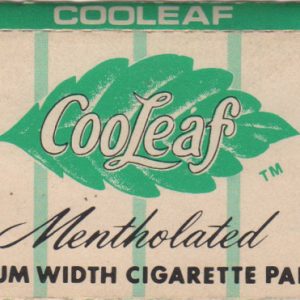 COOLEAF
CooLeaf
TM
Mentholated
UM WIDTH CIGARETTE PA